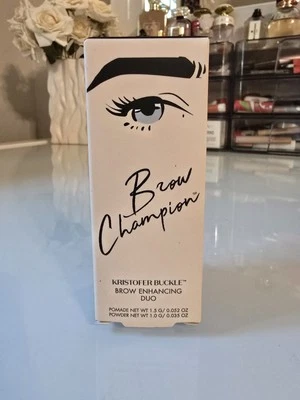 Brow
Champion™
KRISTOFER BUCKLE™
BROW ENHANCING
DUO
POMADE NET WT 1.5 G/ 0.052 OZ
POWDER NET WT 1.0 G/ 0.035 OZ